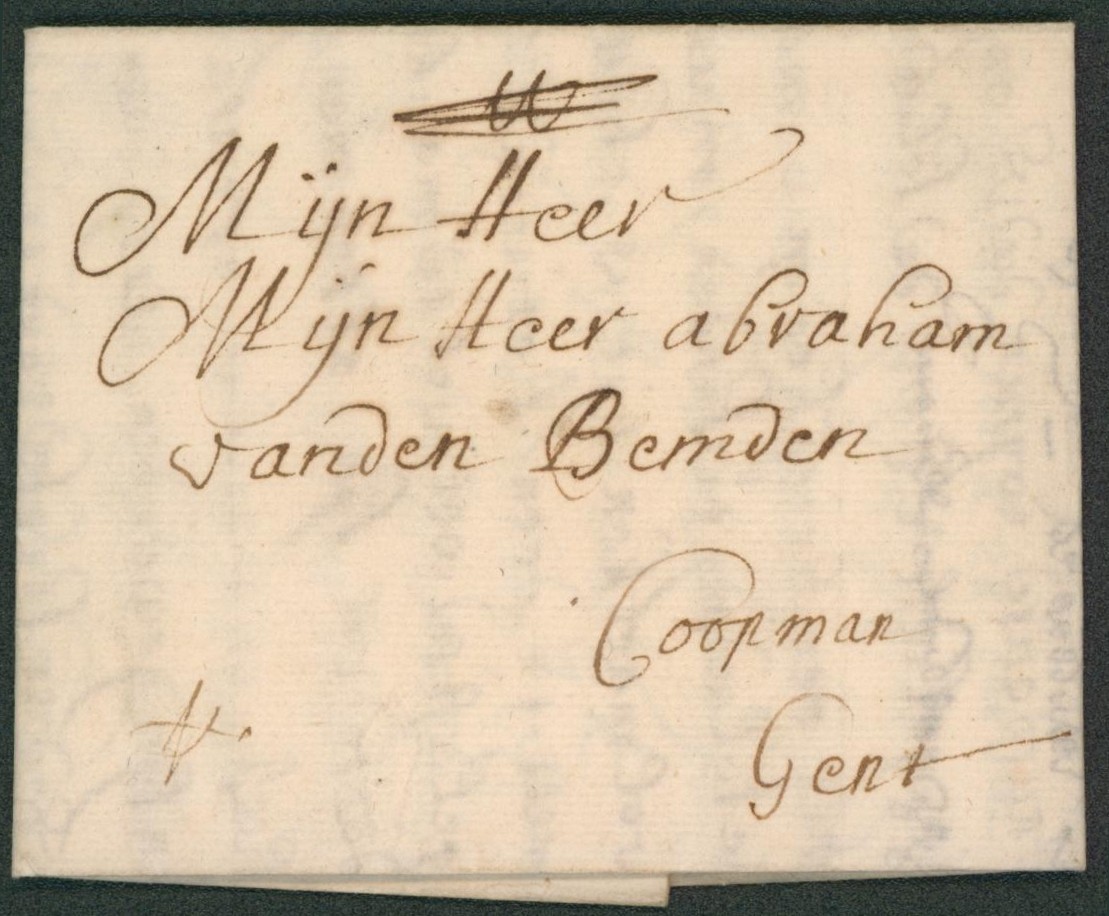 Mijn Heer
Mijn Heer abraham
vanden Bemden
Coopman
Gent